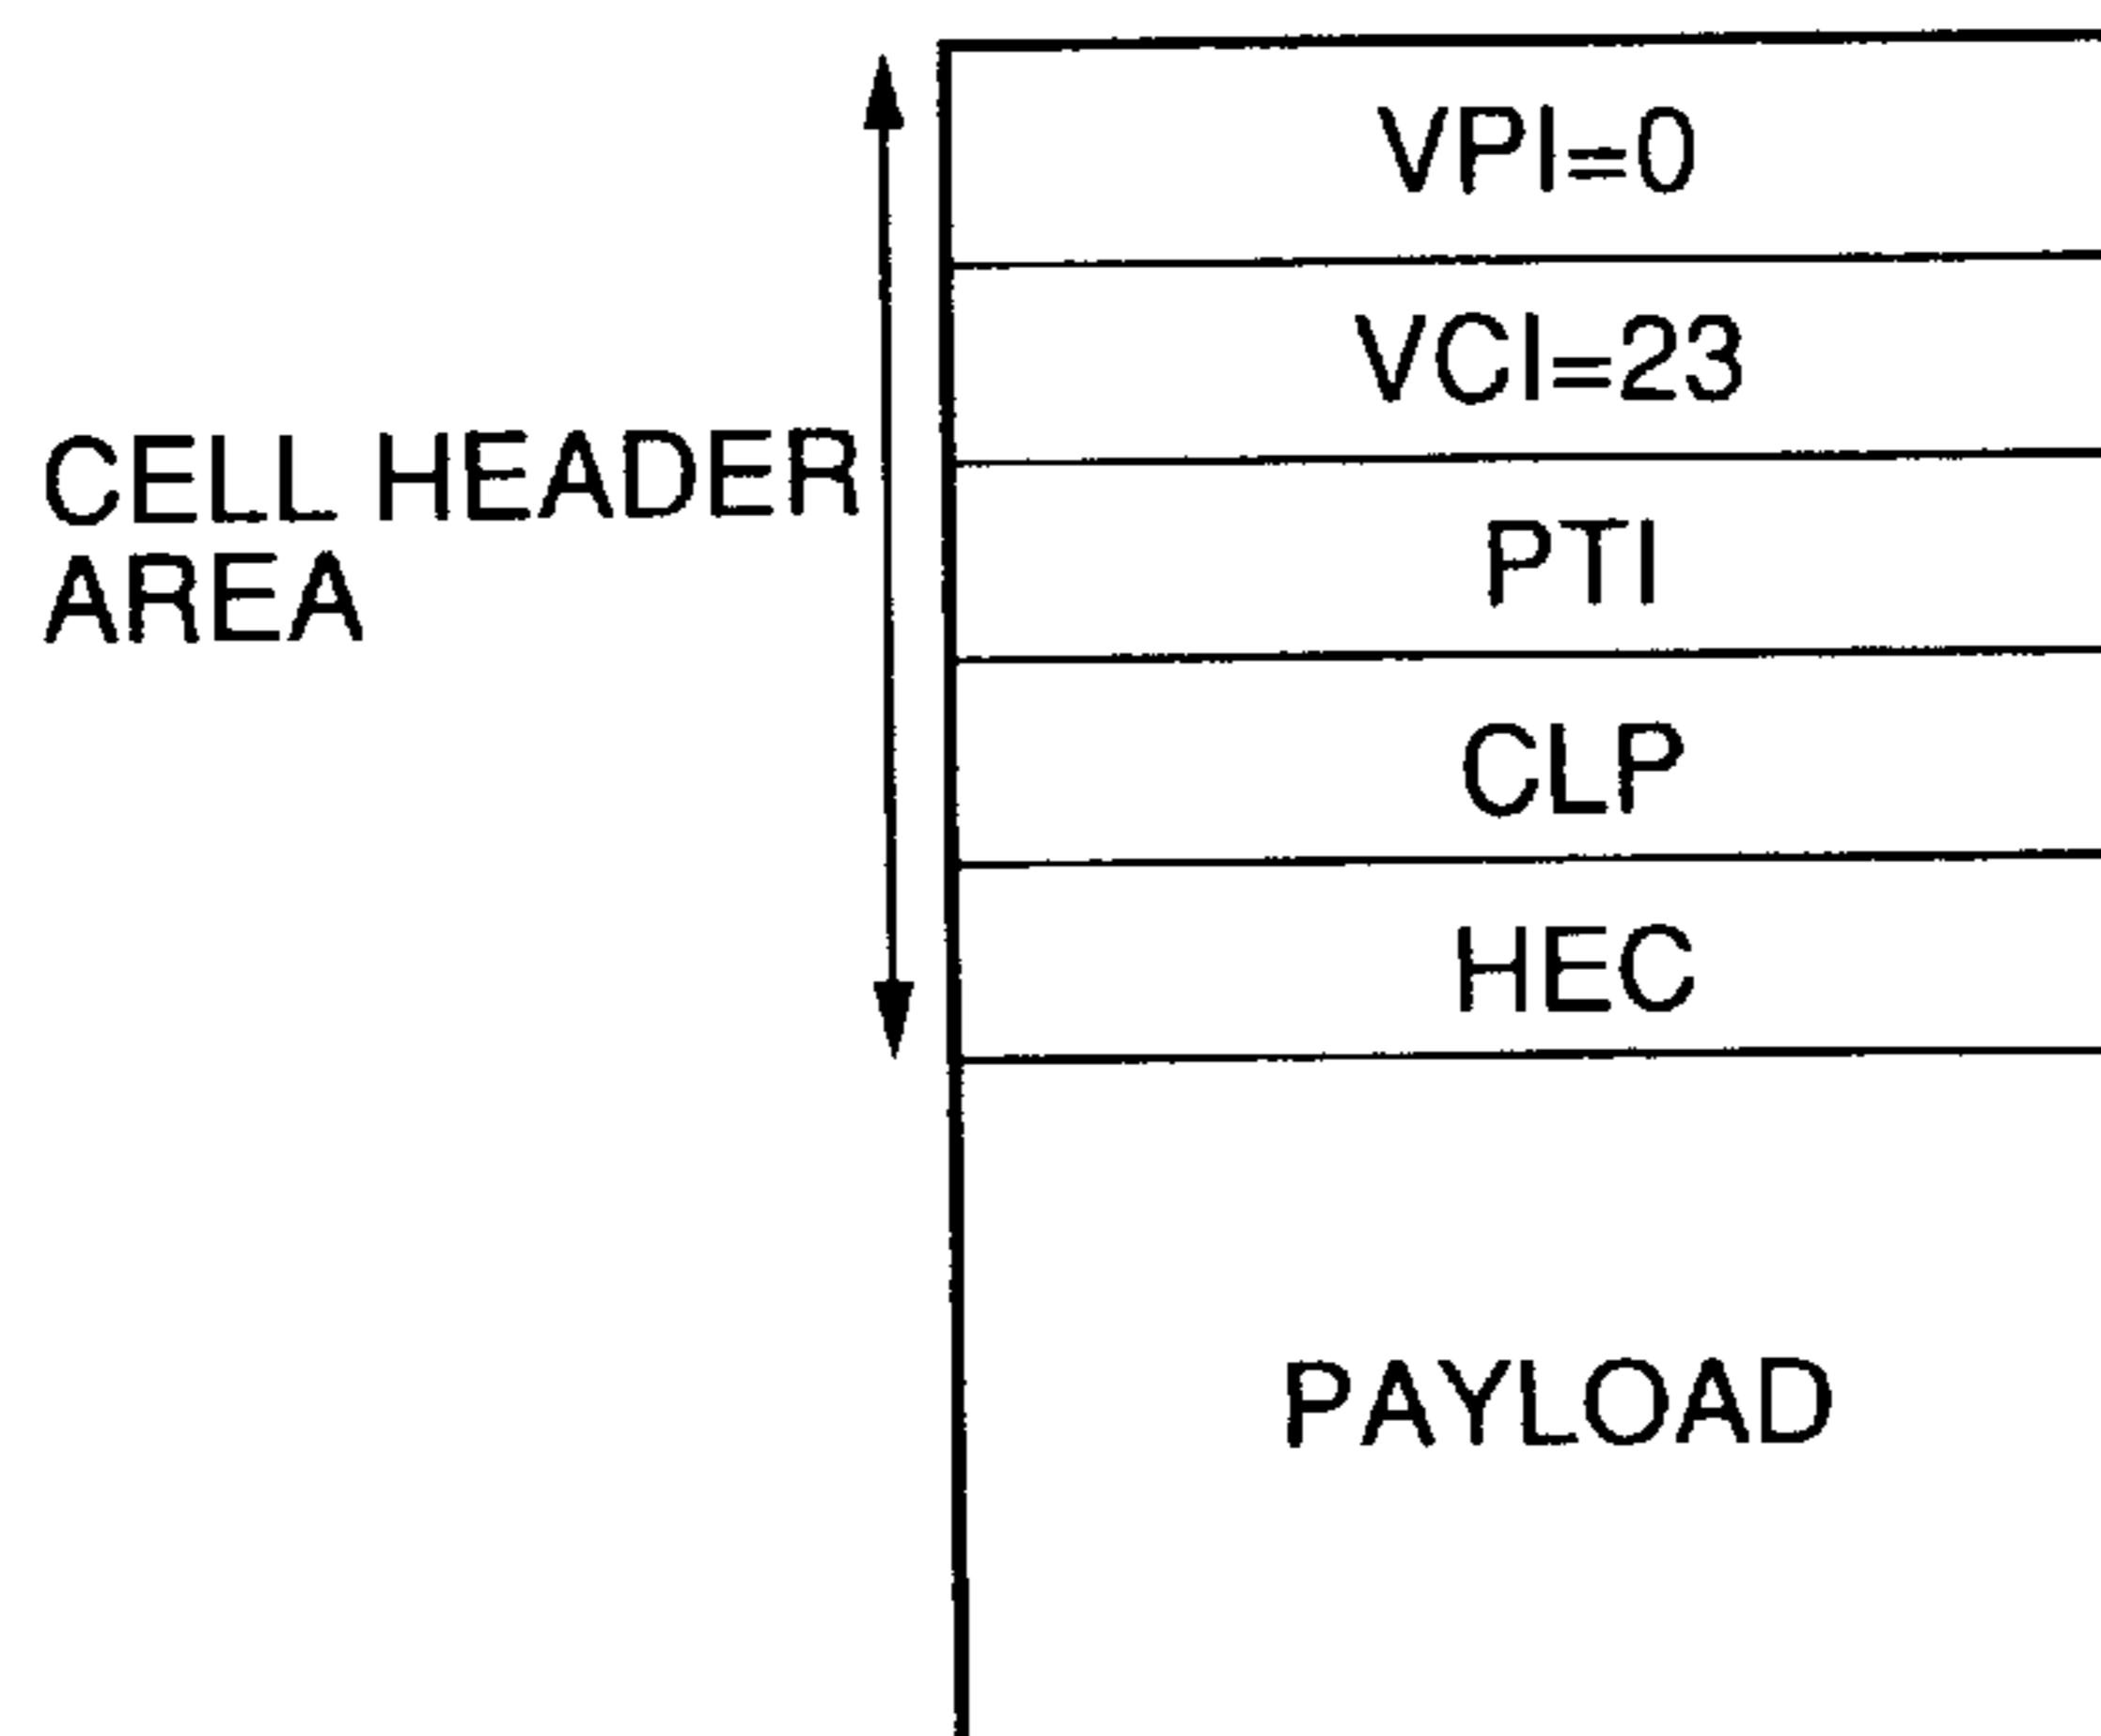 VPI=0
VCI=23
CELL HEADER
AREA
PTI
CLP
HEC
PAYLOAD